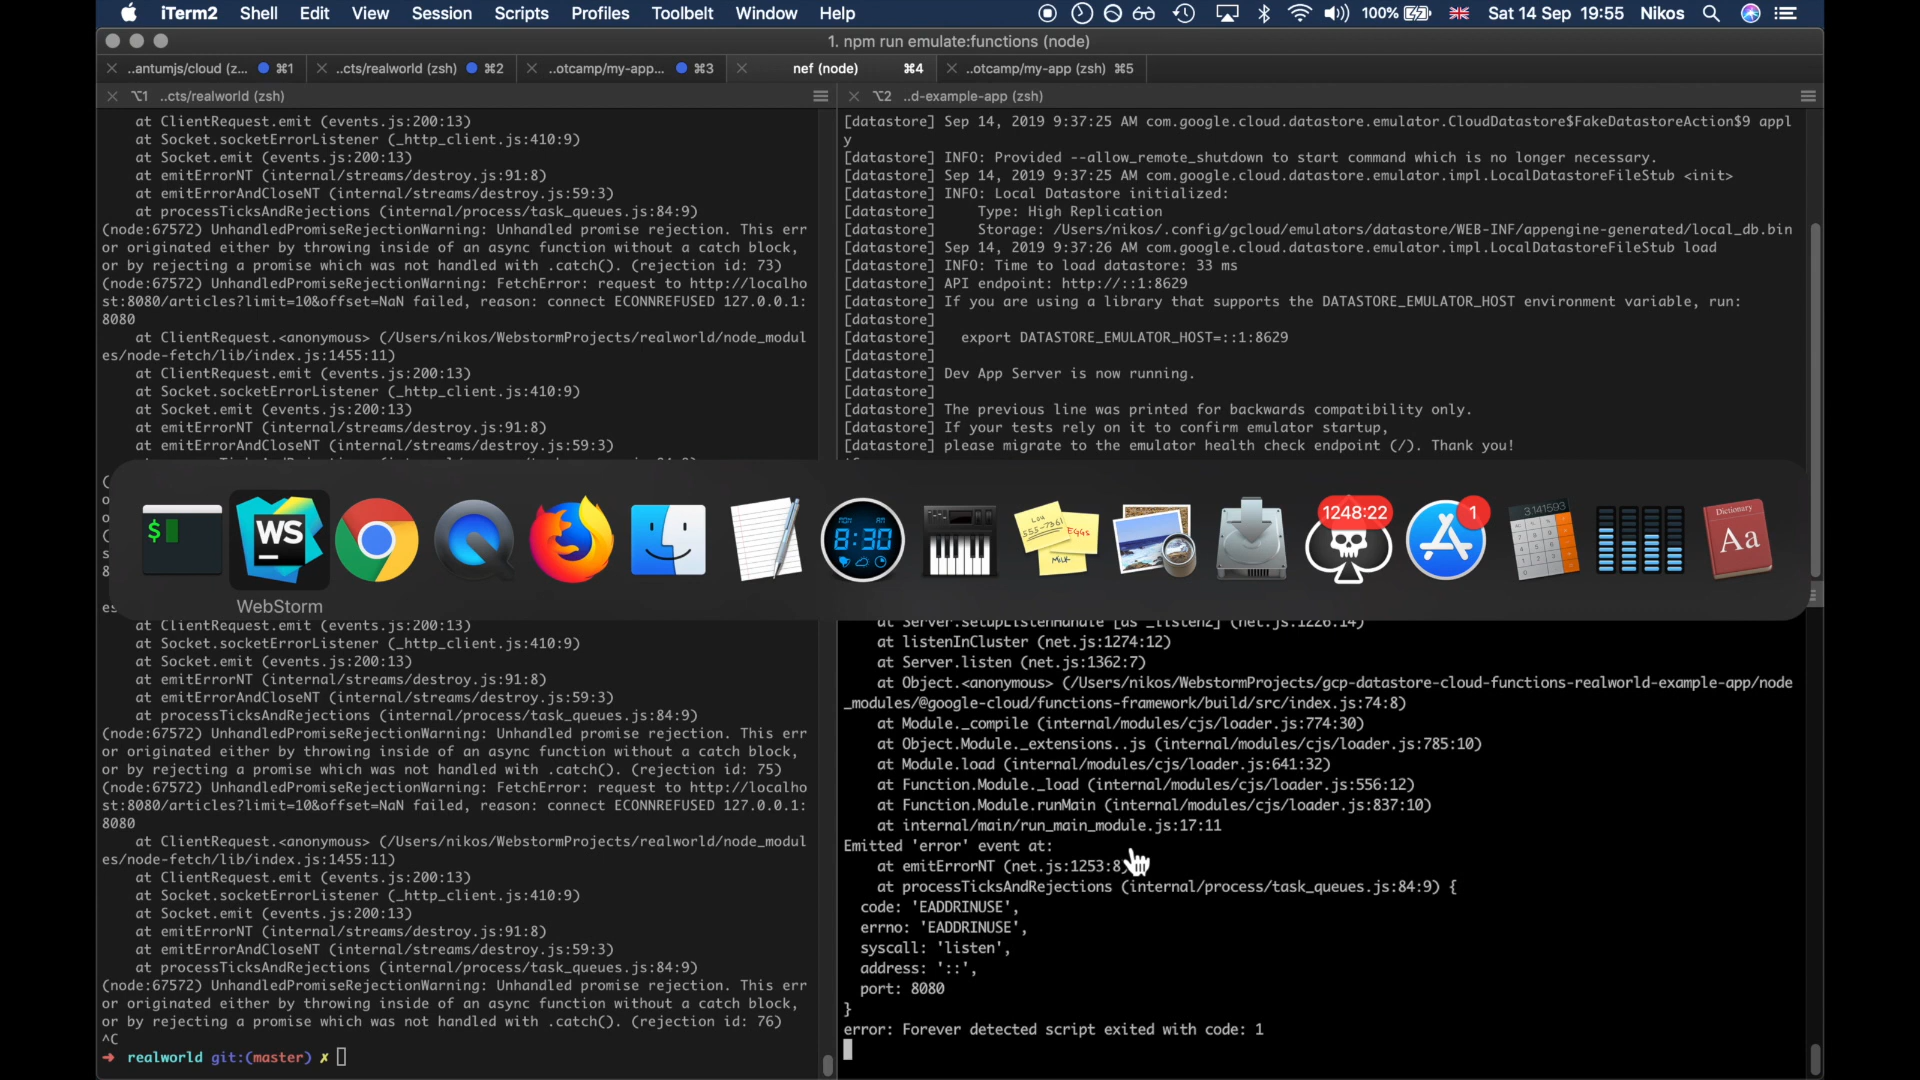 iTerm2 Shell Edit View Session Scripts Profiles Toolbelt Window Help 100% Sat 14 Sep 19:55 Nikos
1. npm run emulate:functions (node)
..antumjs/cloud (z... ⌘1 ..cts/realworld (zsh) ⌘2 ..otcamp/my-app... ⌘3 nef (node) ⌘4 ..otcamp/my-app (zsh) ⌘5
⌥1 ..cts/realworld (zsh)
at ClientRequest.emit (events.js:200:13)
at Socket.socketErrorListener (_http_client.js:410:9)
at Socket.emit (events.js:200:13)
at emitErrorNT (internal/streams/destroy.js:91:8)
at emitErrorAndCloseNT (internal/streams/destroy.js:59:3)
at processTicksAndRejections (internal/process/task_queues.js:84:9)
(node:67572) UnhandledPromiseRejectionWarning: Unhandled promise rejection. This err
or originated either by throwing inside of an async function without a catch block,
or by rejecting a promise which was not handled with .catch(). (rejection id: 73)
(node:67572) UnhandledPromiseRejectionWarning: FetchError: request to http://localho
st:8080/articles?limit=10&offset=NaN failed, reason: connect ECONNREFUSED 127.0.0.1:
8080
at ClientRequest.<anonymous> (/Users/nikos/WebstormProjects/realworld/node_modul
es/node-fetch/lib/index.js:1455:11)
at ClientRequest.emit (events.js:200:13)
at Socket.socketErrorListener (_http_client.js:410:9)
at Socket.emit (events.js:200:13)
at emitErrorNT (internal/streams/destroy.js:91:8)
at emitErrorAndCloseNT (internal/streams/destroy.js:59:3)
⌥2 ..d-example-app (zsh)
[datastore] Sep 14, 2019 9:37:25 AM com.google.cloud.datastore.emulator.CloudDatastore$FakeDatastoreAction$9 appl
y
[datastore] INFO: Provided --allow_remote_shutdown to start command which is no longer necessary.
[datastore] Sep 14, 2019 9:37:25 AM com.google.cloud.datastore.emulator.impl.LocalDatastoreFileStub <init>
[datastore] INFO: Local Datastore initialized:
[datastore] Type: High Replication
[datastore] Storage: /Users/nikos/.config/gcloud/emulators/datastore/WEB-INF/appengine-generated/local_db.bin
[datastore] Sep 14, 2019 9:37:26 AM com.google.cloud.datastore.emulator.impl.LocalDatastoreFileStub load
[datastore] INFO: Time to load datastore: 33 ms
[datastore] API endpoint: http://::1:8629
[datastore] If you are using a library that supports the DATASTORE_EMULATOR_HOST environment variable, run:
[datastore]
[datastore] export DATASTORE_EMULATOR_HOST=::1:8629
[datastore]
[datastore] Dev App Server is now running.
[datastore]
[datastore] The previous line was printed for backwards compatibility only.
[datastore] If your tests rely on it to confirm emulator startup,
[datastore] please migrate to the emulator health check endpoint (/). Thank you!
$ WS MON AM 8:30 LOU 555-7361 EGGS MILK 1248:22 1 3.141593 Dictionary Aa
WebStorm
es
at ClientRequest.emit (events.js:200:13)
at Socket.socketErrorListener (_http_client.js:410:9)
at Socket.emit (events.js:200:13)
at emitErrorNT (internal/streams/destroy.js:91:8)
at emitErrorAndCloseNT (internal/streams/destroy.js:59:3)
at processTicksAndRejections (internal/process/task_queues.js:84:9)
(node:67572) UnhandledPromiseRejectionWarning: Unhandled promise rejection. This err
or originated either by throwing inside of an async function without a catch block,
or by rejecting a promise which was not handled with .catch(). (rejection id: 75)
(node:67572) UnhandledPromiseRejectionWarning: FetchError: request to http://localho
st:8080/articles?limit=10&offset=NaN failed, reason: connect ECONNREFUSED 127.0.0.1:
8080
at ClientRequest.<anonymous> (/Users/nikos/WebstormProjects/realworld/node_modul
es/node-fetch/lib/index.js:1455:11)
at ClientRequest.emit (events.js:200:13)
at Socket.socketErrorListener (_http_client.js:410:9)
at Socket.emit (events.js:200:13)
at emitErrorNT (internal/streams/destroy.js:91:8)
at emitErrorAndCloseNT (internal/streams/destroy.js:59:3)
at processTicksAndRejections (internal/process/task_queues.js:84:9)
(node:67572) UnhandledPromiseRejectionWarning: Unhandled promise rejection. This err
or originated either by throwing inside of an async function without a catch block,
or by rejecting a promise which was not handled with .catch(). (rejection id: 76)
^C
➜ realworld git:(master) ✗
at Server.setupListenHandle [as _listen2] (net.js:1226:14)
at listenInCluster (net.js:1274:12)
at Server.listen (net.js:1362:7)
at Object.<anonymous> (/Users/nikos/WebstormProjects/gcp-datastore-cloud-functions-realworld-example-app/node
_modules/@google-cloud/functions-framework/build/src/index.js:74:8)
at Module._compile (internal/modules/cjs/loader.js:774:30)
at Object.Module._extensions..js (internal/modules/cjs/loader.js:785:10)
at Module.load (internal/modules/cjs/loader.js:641:32)
at Function.Module._load (internal/modules/cjs/loader.js:556:12)
at Function.Module.runMain (internal/modules/cjs/loader.js:837:10)
at internal/main/run_main_module.js:17:11
Emitted 'error' event at:
at emitErrorNT (net.js:1253:8)
at processTicksAndRejections (internal/process/task_queues.js:84:9) {
code: 'EADDRINUSE',
errno: 'EADDRINUSE',
syscall: 'listen',
address: '::',
port: 8080
}
error: Forever detected script exited with code: 1